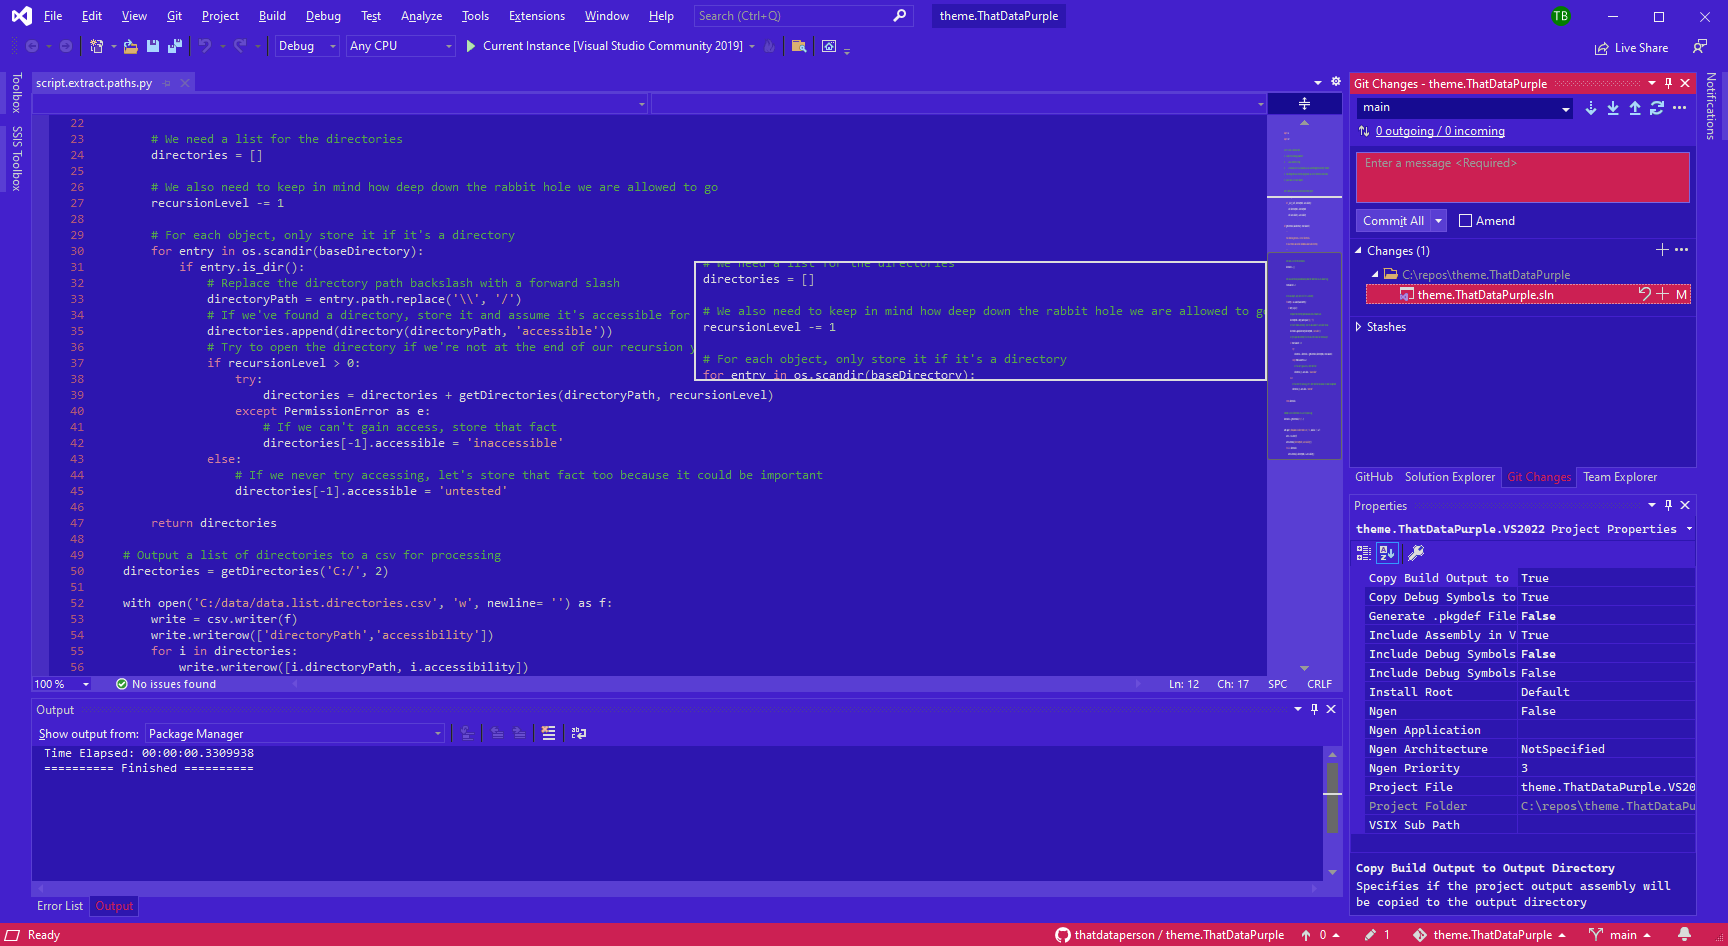 File Edit View Git Project Build Debug Test Analyze Tools Extensions Window Help Search (Ctrl+Q) theme.ThatDataPurple TB
Debug Any CPU Current Instance [Visual Studio Community 2019] Live Share
Toolbox
SSIS Toolbox
script.extract.paths.py
22
23 # We need a list for the directories
24 directories = []
25
26 # We also need to keep in mind how deep down the rabbit hole we are allowed to go
27 recursionLevel -= 1
28
29 # For each object, only store it if it's a directory
30 for entry in os.scandir(baseDirectory):
31 if entry.is_dir():
32 # Replace the directory path backslash with a forward slash
33 directoryPath = entry.path.replace('\\', '/')
34 # If we've found a directory, store it and assume it's accessible for
35 directories.append(directory(directoryPath, 'accessible'))
36 # Try to open the directory if we're not at the end of our recursion y
37 if recursionLevel > 0:
38 try:
39 directories = directories + getDirectories(directoryPath, recursionLevel)
40 except PermissionError as e:
41 # If we can't gain access, store that fact
42 directories[-1].accessible = 'inaccessible'
43 else:
44 # If we never try accessing, let's store that fact too because it could be important
45 directories[-1].accessible = 'untested'
46
47 return directories
48
49 # Output a list of directories to a csv for processing
50 directories = getDirectories('C:/', 2)
51
52 with open('C:/data/data.list.directories.csv', 'w', newline= '') as f:
53 write = csv.writer(f)
54 write.writerow(['directoryPath','accessibility'])
55 for i in directories:
56 write.writerow([i.directoryPath, i.accessibility])
# We need a list for the directories
directories = []
# We also need to keep in mind how deep down the rabbit hole we are allowed to go
recursionLevel -= 1
# For each object, only store it if it's a directory
for entry in os.scandir(baseDirectory):
100 % No issues found Ln: 12 Ch: 17 SPC CRLF
Output
Show output from: Package Manager
Time Elapsed: 00:00:00.3309938
========== Finished ==========
Error List Output
Git Changes - theme.ThatDataPurple
main
0 outgoing / 0 incoming
Enter a message <Required>
Commit All Amend
Changes (1)
C:\repos\theme.ThatDataPurple
theme.ThatDataPurple.sln M
Stashes
GitHub Solution Explorer Git Changes Team Explorer
Notifications
Properties
theme.ThatDataPurple.VS2022 Project Properties
Copy Build Output to True
Copy Debug Symbols to True
Generate .pkgdef File False
Include Assembly in V True
Include Debug Symbols False
Include Debug Symbols False
Install Root Default
Ngen False
Ngen Application
Ngen Architecture NotSpecified
Ngen Priority 3
Project File theme.ThatDataPurple.VS20
Project Folder C:\repos\theme.ThatDataPu
VSIX Sub Path
Copy Build Output to Output Directory
Specifies if the project output assembly will
be copied to the output directory
Ready thatdataperson / theme.ThatDataPurple 0 1 theme.ThatDataPurple main